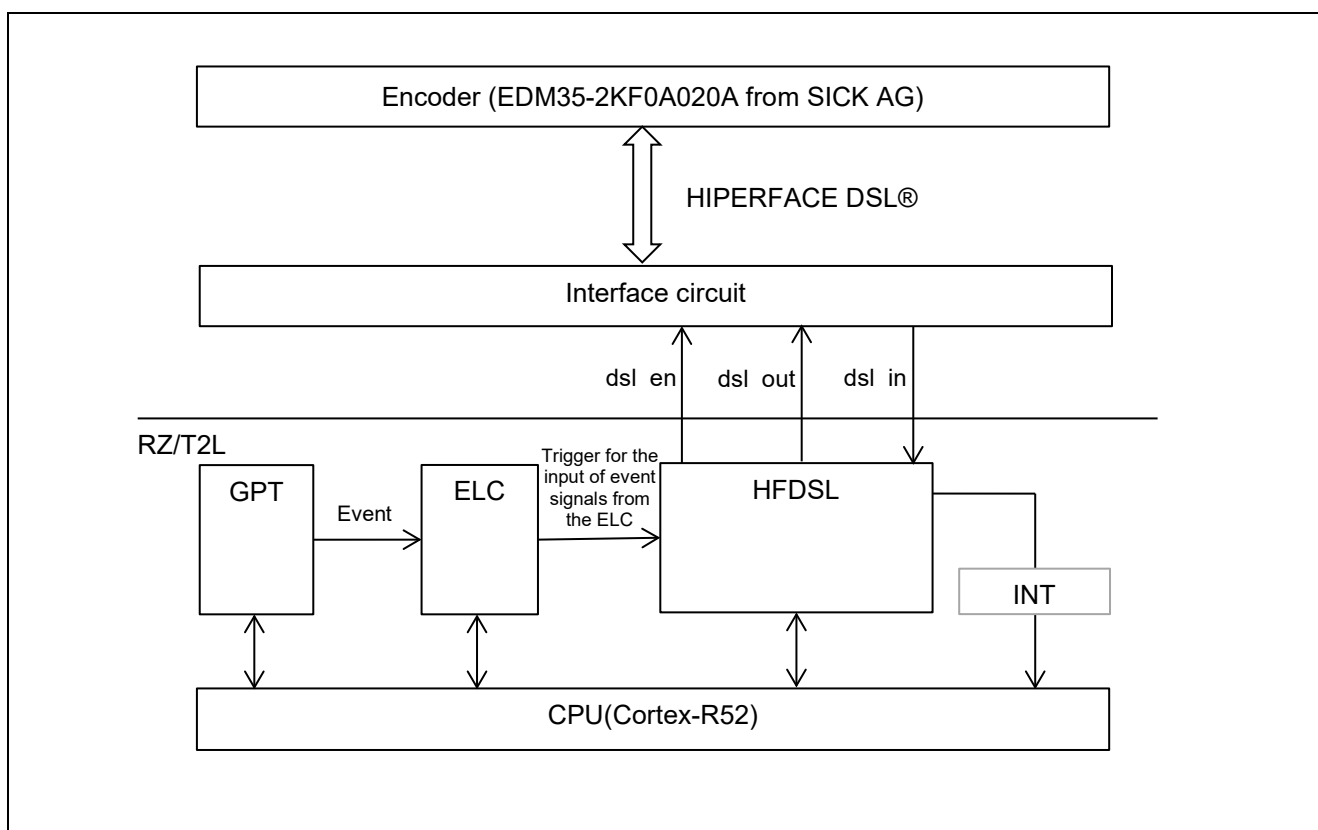 Encoder (EDM35-2KF0A020A from SICK AG)
HIPERFACE DSL®
Interface circuit
dsl en
dsl out
dsl in
RZ/T2L
GPT
Event
ELC
Trigger for the
input of event
signals from
the ELC
HFDSL
INT
CPU(Cortex-R52)